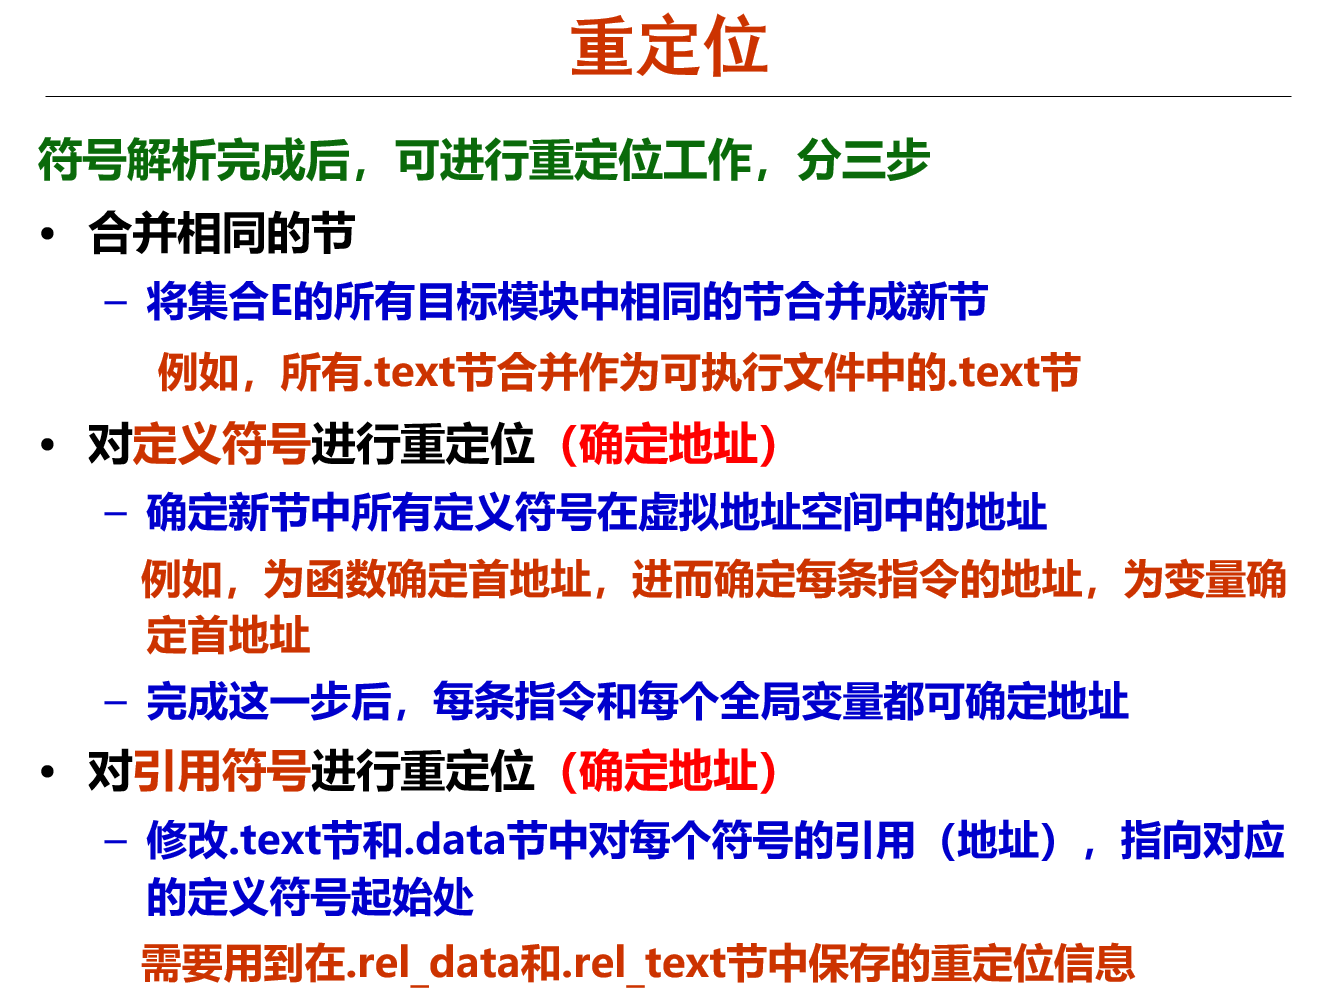 重定位
符号解析完成后，可进行重定位工作，分三步
• 合并相同的节
– 将集合E的所有目标模块中相同的节合并成新节
例如，所有.text节合并作为可执行文件中的.text节
• 对定义符号进行重定位（确定地址）
– 确定新节中所有定义符号在虚拟地址空间中的地址
例如，为函数确定首地址，进而确定每条指令的地址，为变量确
定首地址
– 完成这一步后，每条指令和每个全局变量都可确定地址
• 对引用符号进行重定位（确定地址）
– 修改.text节和.data节中对每个符号的引用（地址），指向对应
的定义符号起始处
需要用到在.rel_data和.rel_text节中保存的重定位信息